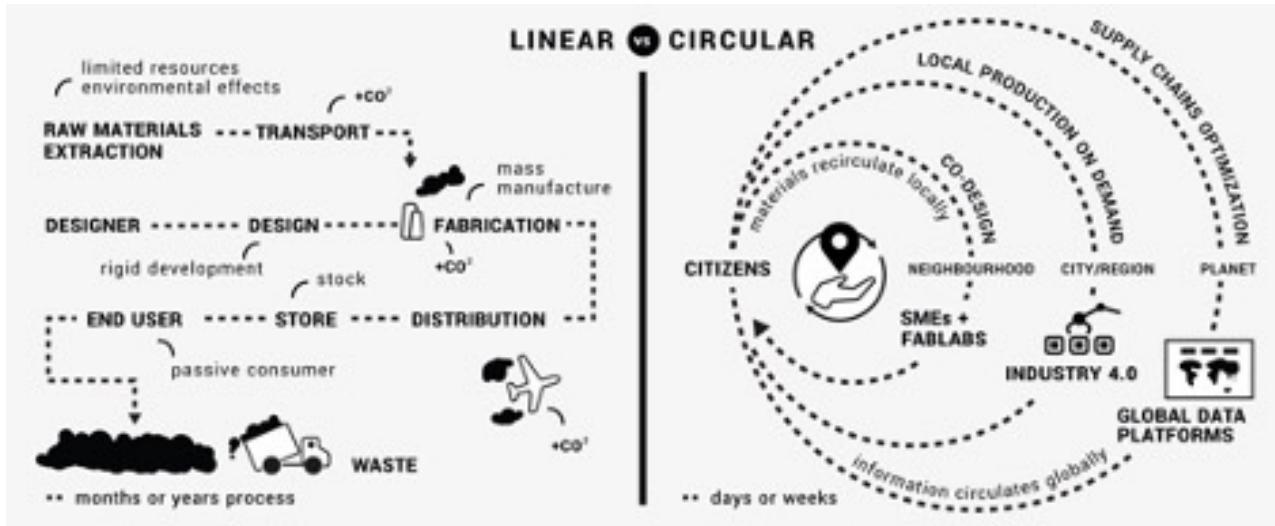 LINEAR VS CIRCULAR
limited resources
environmental effects
+CO²
RAW MATERIALS
EXTRACTION
TRANSPORT
mass
manufacture
DESIGNER
DESIGN
FABRICATION
rigid development
+CO²
stock
END USER
STORE
DISTRIBUTION
passive consumer
+CO²
WASTE
months or years process
SUPPLY CHAINS OPTIMIZATION
LOCAL PRODUCTION ON DEMAND
CO-DESIGN
materials recirculate locally
CITIZENS
NEIGHBOURHOOD
CITY/REGION
PLANET
SMEs +
FABLABS
INDUSTRY 4.0
GLOBAL DATA
PLATFORMS
information circulates globally
days or weeks